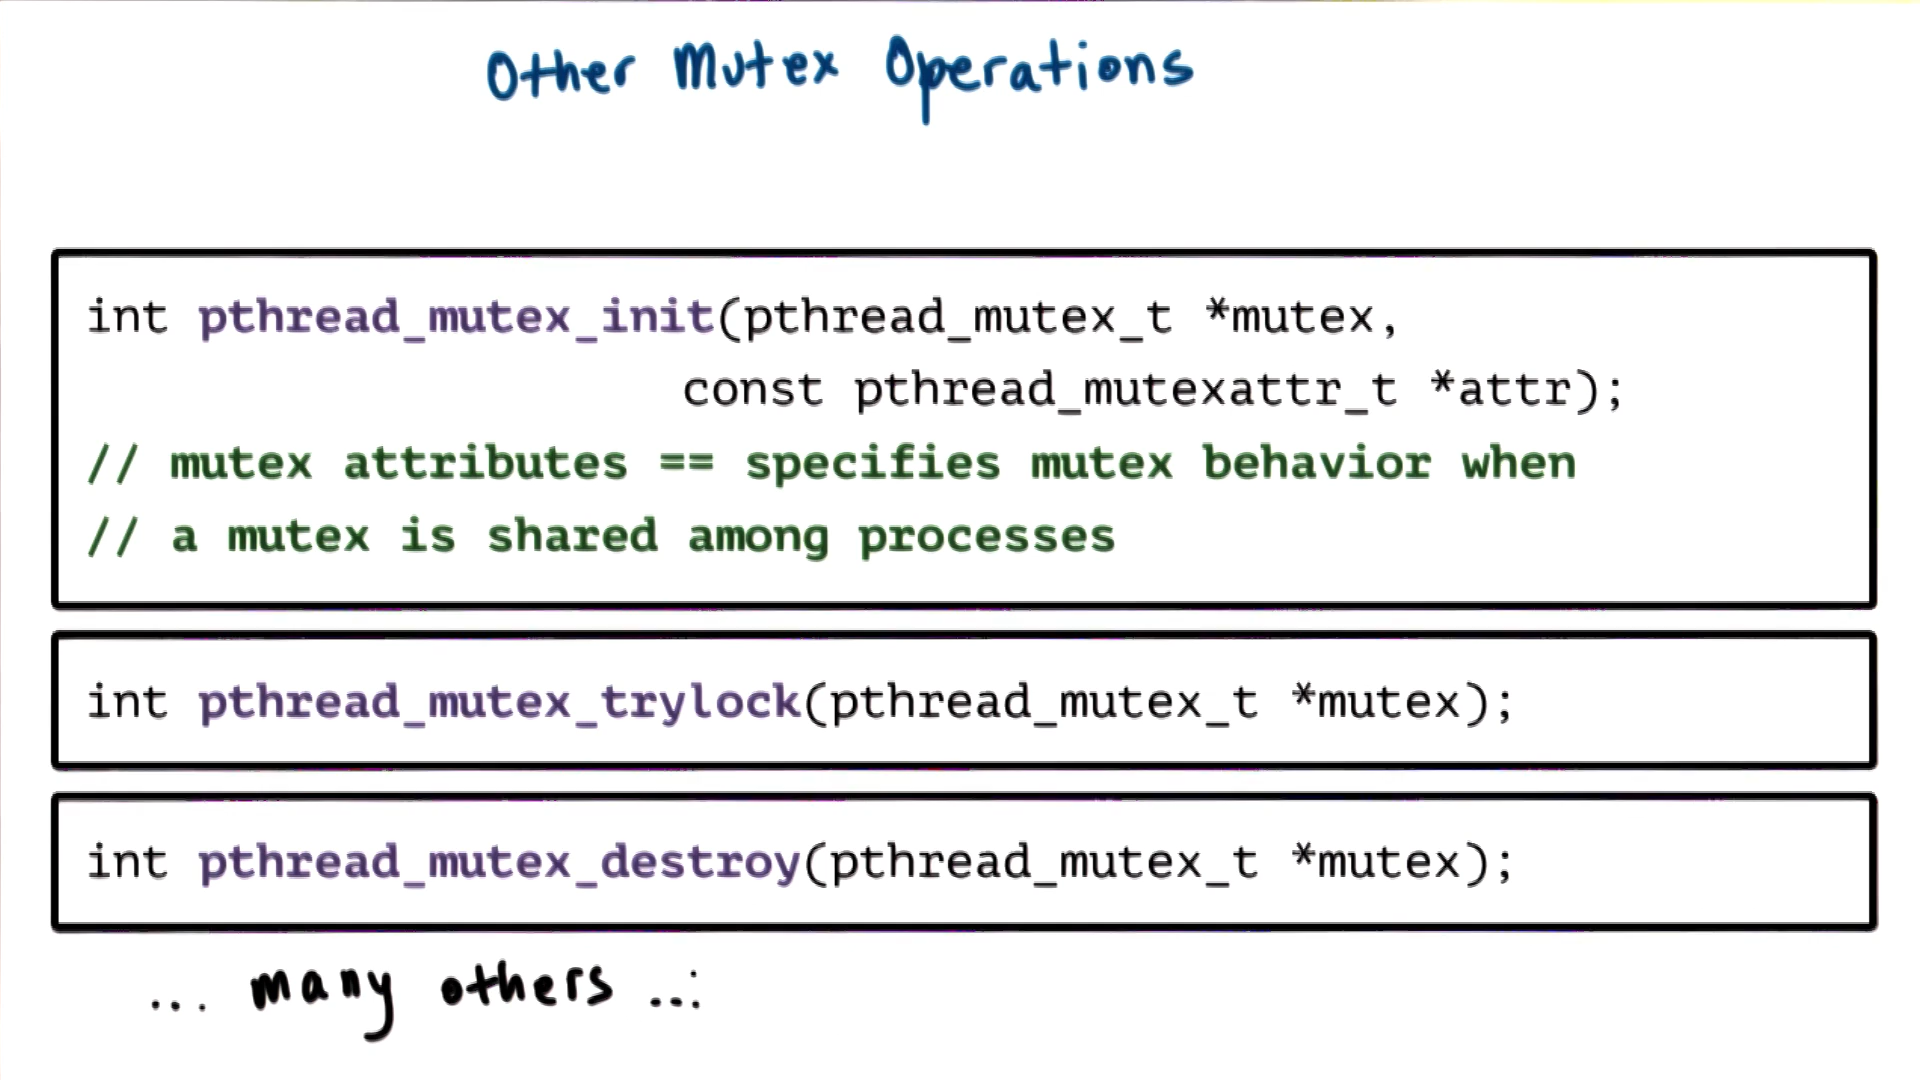 Other Mutex Operations
int pthread_mutex_init(pthread_mutex_t *mutex,
const pthread_mutexattr_t *attr);
// mutex attributes == specifies mutex behavior when
// a mutex is shared among processes
int pthread_mutex_trylock(pthread_mutex_t *mutex);
int pthread_mutex_destroy(pthread_mutex_t *mutex);
... many others ...